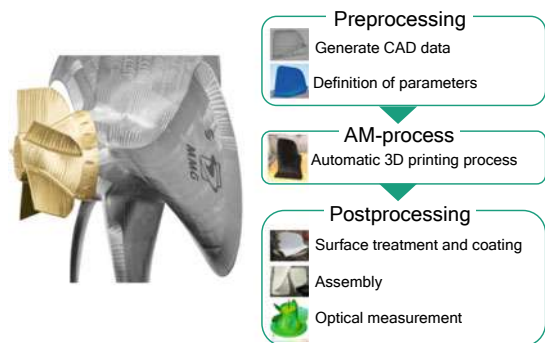 MMG
Preprocessing
Generate CAD data
Definition of parameters
AM-process
Automatic 3D printing process
Postprocessing
Surface treatment and coating
Assembly
Optical measurement